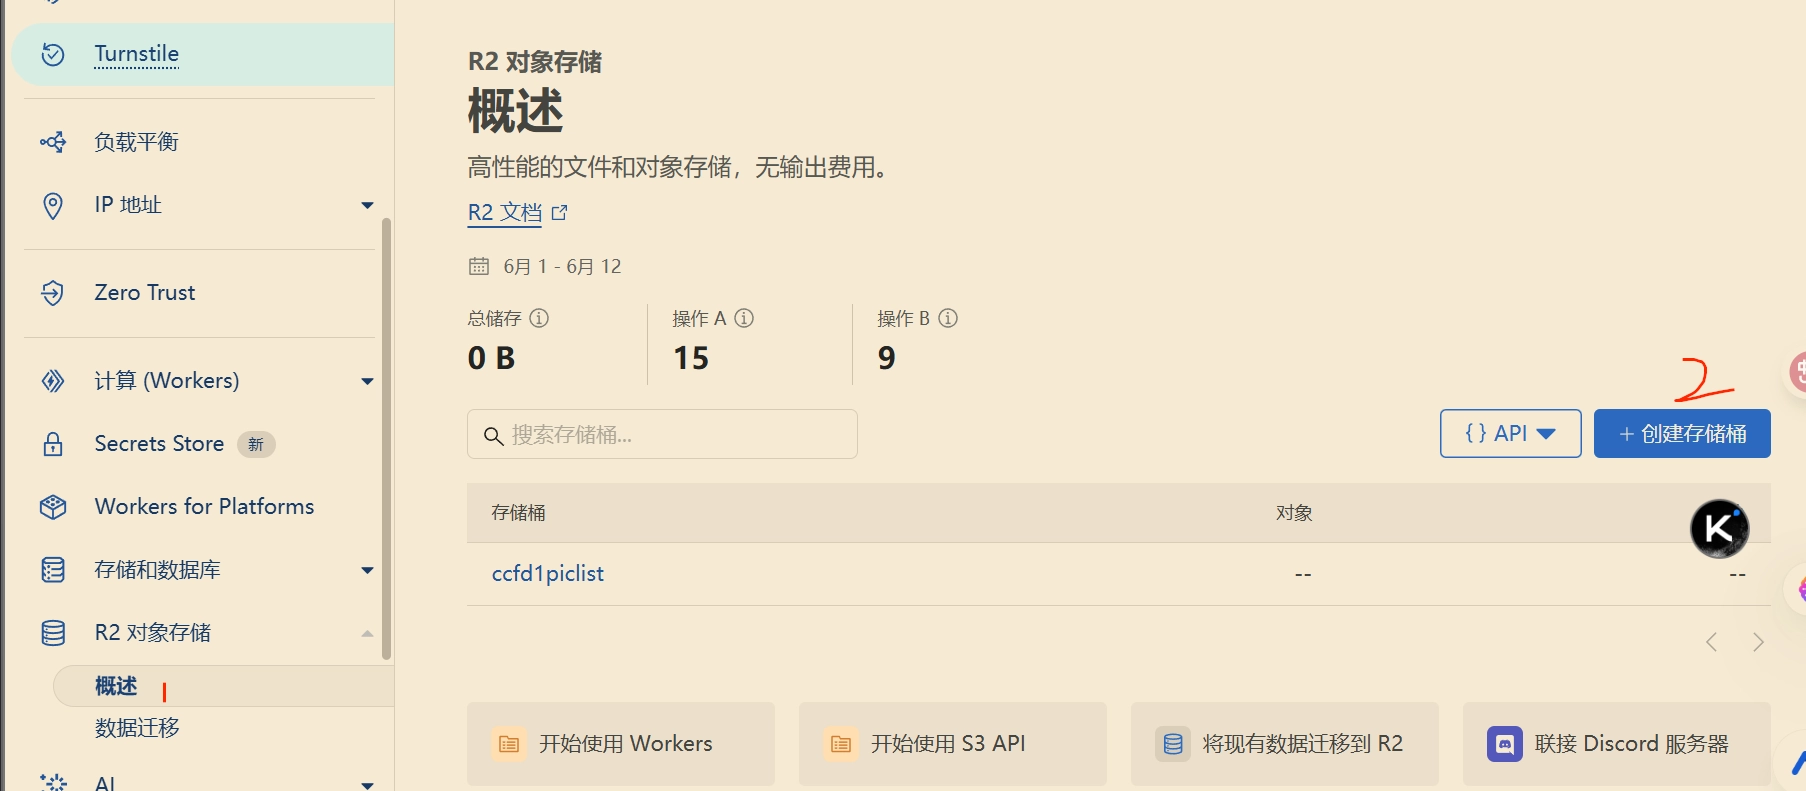 Turnstile
负载平衡
IP 地址
Zero Trust
计算 (Workers)
Secrets Store 新
Workers for Platforms
存储和数据库
R2 对象存储
概述 1
数据迁移
AI
R2 对象存储
概述
高性能的文件和对象存储，无输出费用。
R2 文档
6月 1 - 6月 12
总储存 操作 A 操作 B
0 B 15 9
2
搜索存储桶...
{ } API
+ 创建存储桶
存储桶 对象
K
ccfd1piclist -- --
开始使用 Workers
开始使用 S3 API
将现有数据迁移到 R2
联接 Discord 服务器